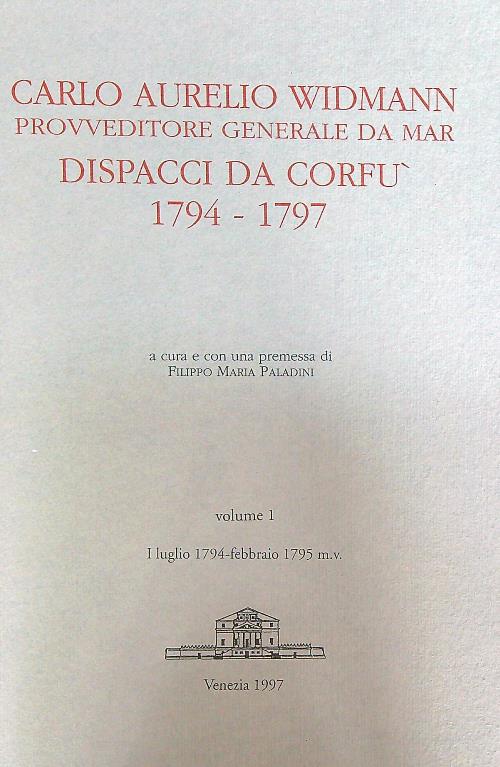 CARLO AURELIO WIDMANN
PROVVEDITORE GENERALE DA MAR
DISPACCI DA CORFU`
1794 - 1797
a cura e con una premessa di
FILIPPO MARIA PALADINI
volume 1
I luglio 1794-febbraio 1795 m.v.
Venezia 1997